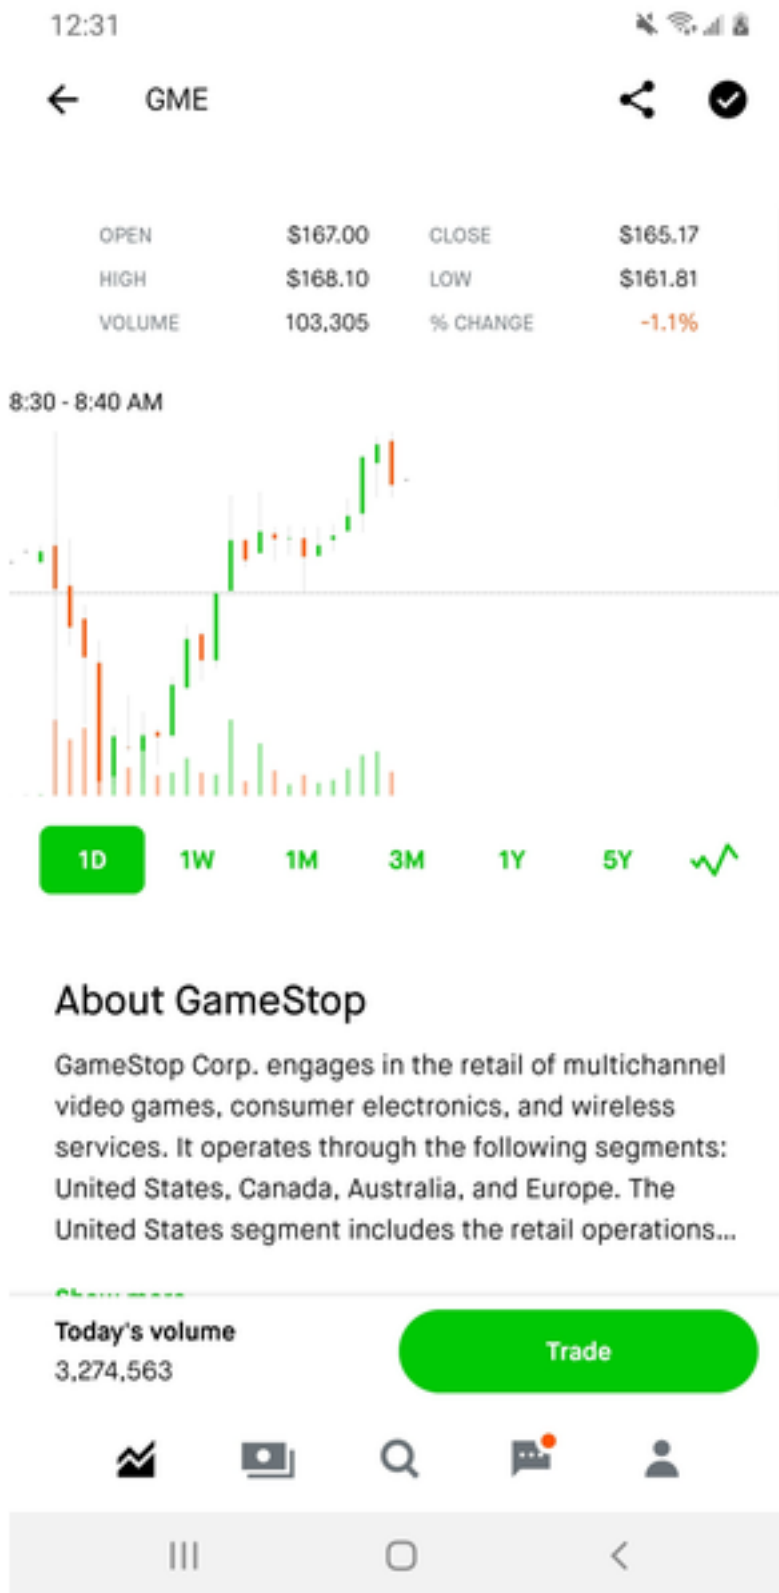 12:31
GME
OPEN $167.00 CLOSE $165.17
HIGH $168.10 LOW $161.81
VOLUME 103,305 % CHANGE -1.1%
8:30 - 8:40 AM
1D 1W 1M 3M 1Y 5Y
About GameStop
GameStop Corp. engages in the retail of multichannel
video games, consumer electronics, and wireless
services. It operates through the following segments:
United States, Canada, Australia, and Europe. The
United States segment includes the retail operations...
Show more
Today's volume
3,274,563
Trade